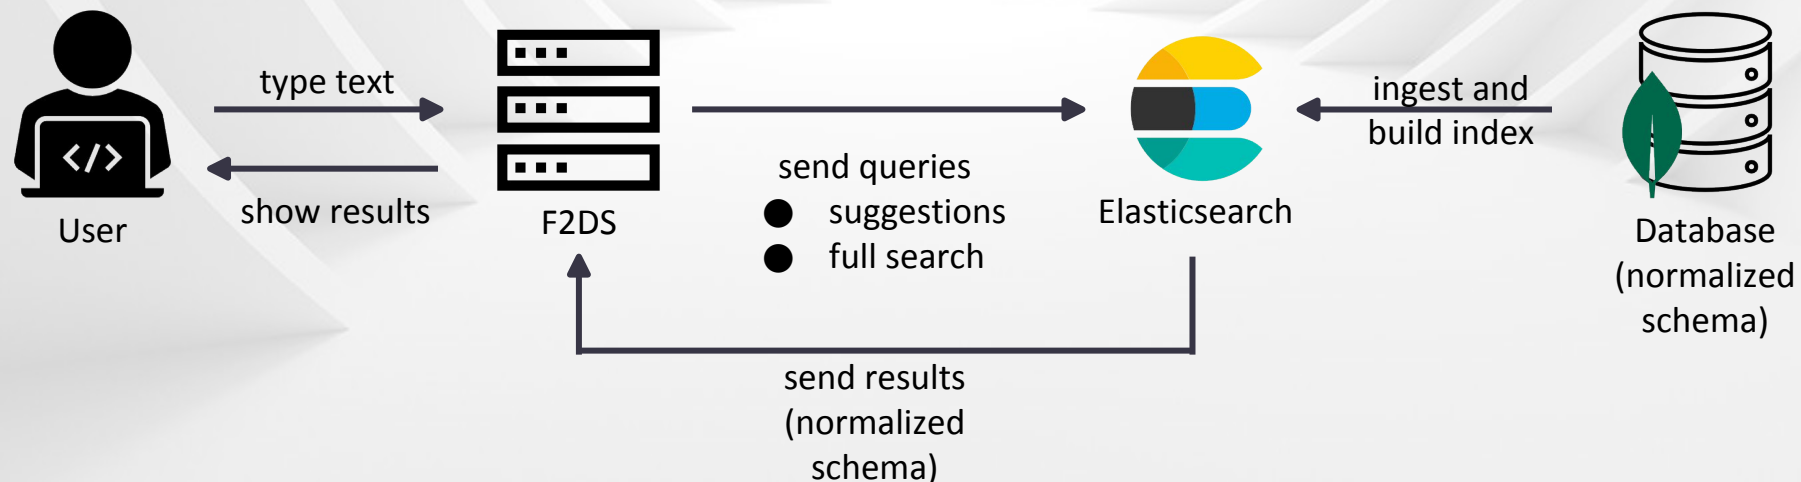 type text
show results
User
F2DS
send queries
● suggestions
● full search
Elasticsearch
ingest and
build index
Database
(normalized
schema)
send results
(normalized
schema)